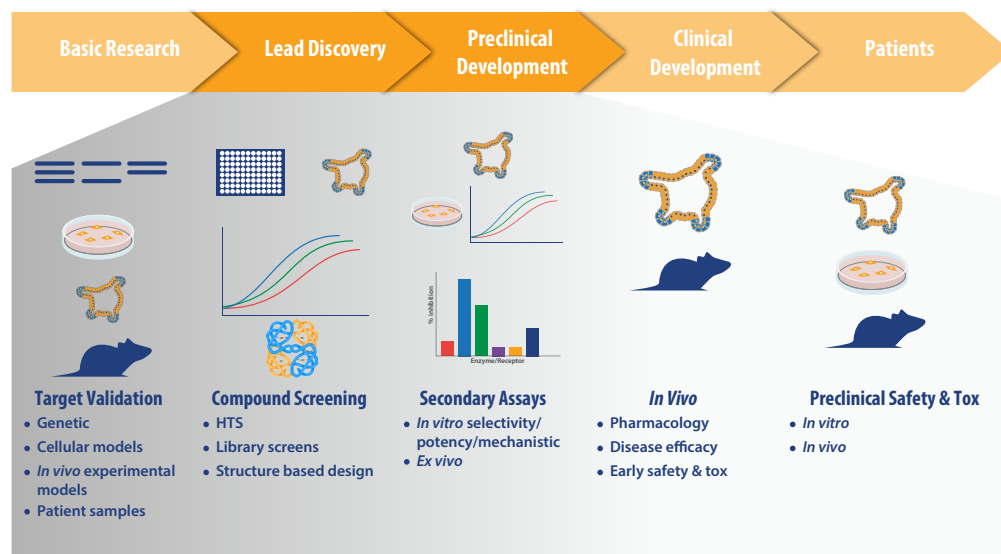 Basic Research
Lead Discovery
Preclinical
Development
Clinical
Development
Patients
% inhibition
Enzyme/Receptor
Target Validation
• Genetic
• Cellular models
• In vivo experimental
models
• Patient samples
Compound Screening
• HTS
• Library screens
• Structure based design
Secondary Assays
• In vitro selectivity/
potency/mechanistic
• Ex vivo
In Vivo
• Pharmacology
• Disease efficacy
• Early safety & tox
Preclinical Safety & Tox
• In vitro
• In vivo